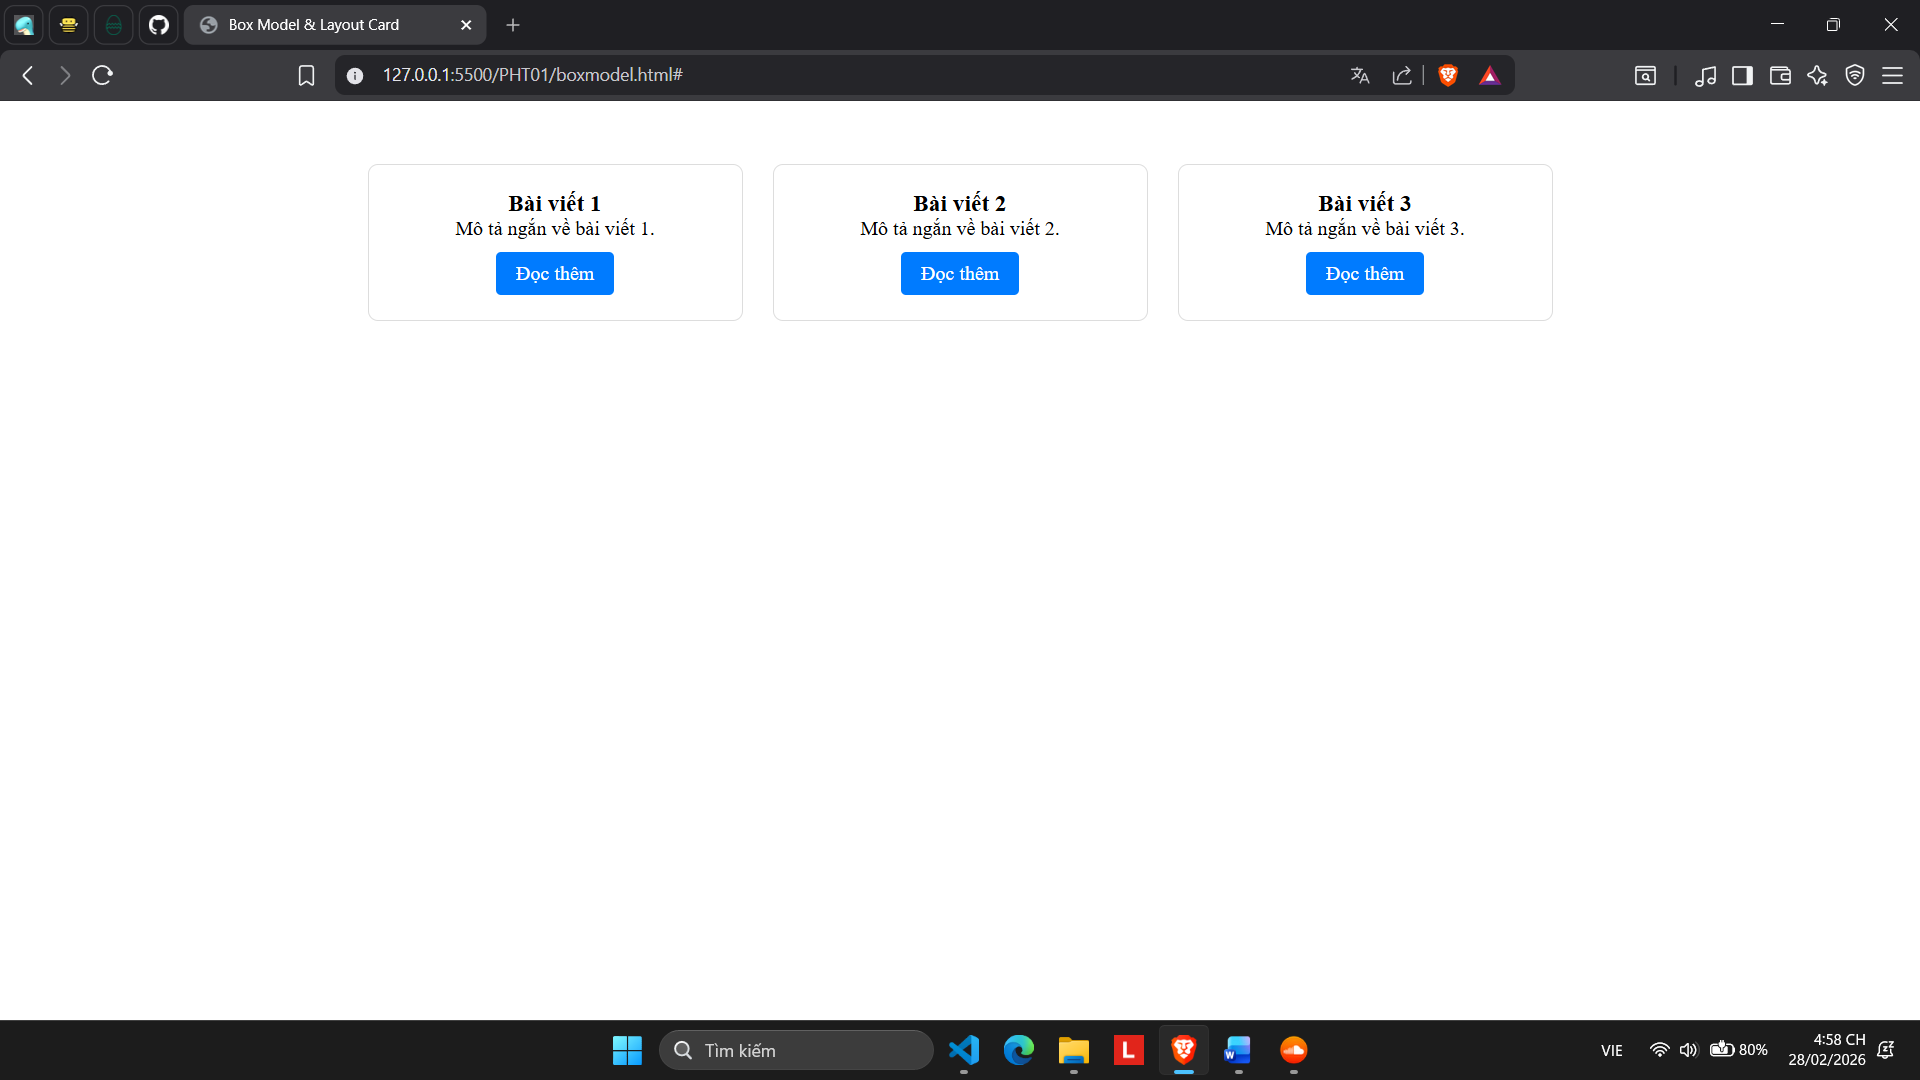 Box Model & Layout Card
127.0.0.1:5500/PHT01/boxmodel.html#
Bài viết 1
Mô tả ngắn về bài viết 1.
Đọc thêm
Bài viết 2
Mô tả ngắn về bài viết 2.
Đọc thêm
Bài viết 3
Mô tả ngắn về bài viết 3.
Đọc thêm
Tìm kiếm
L
W
VIE
80%
4:58 CH
28/02/2026